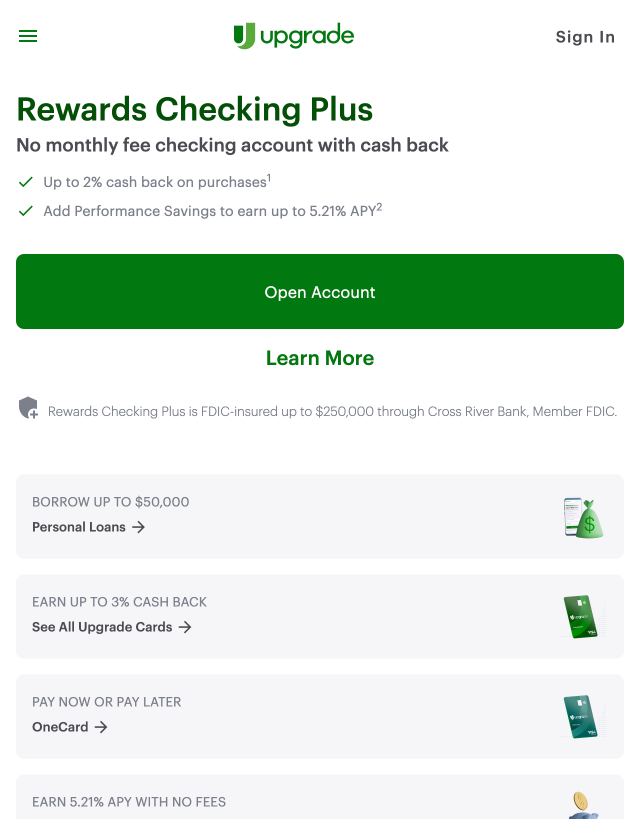 upgrade
Sign In
Rewards Checking Plus
No monthly fee checking account with cash back
Up to 2% cash back on purchases1
Add Performance Savings to earn up to 5.21% APY2
Open Account
Learn More
Rewards Checking Plus is FDIC-insured up to $250,000 through Cross River Bank, Member FDIC.
BORROW UP TO $50,000
Personal Loans
$
EARN UP TO 3% CASH BACK
See All Upgrade Cards
PAY NOW OR PAY LATER
OneCard
EARN 5.21% APY WITH NO FEES